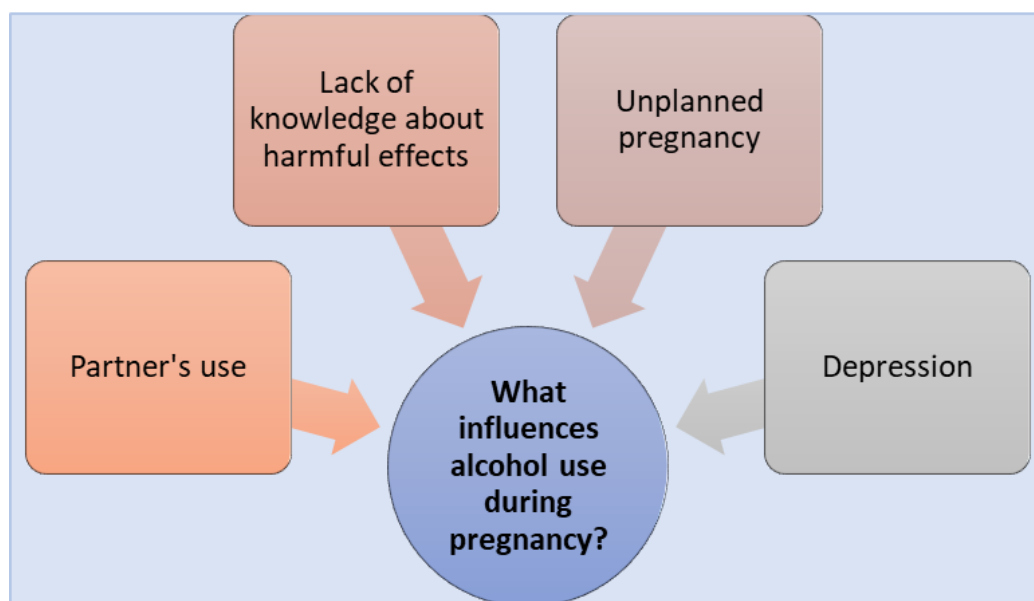 Lack of
knowledge about
harmful effects
Unplanned
pregnancy
Partner's use
Depression
What
influences
alcohol use
during
pregnancy?